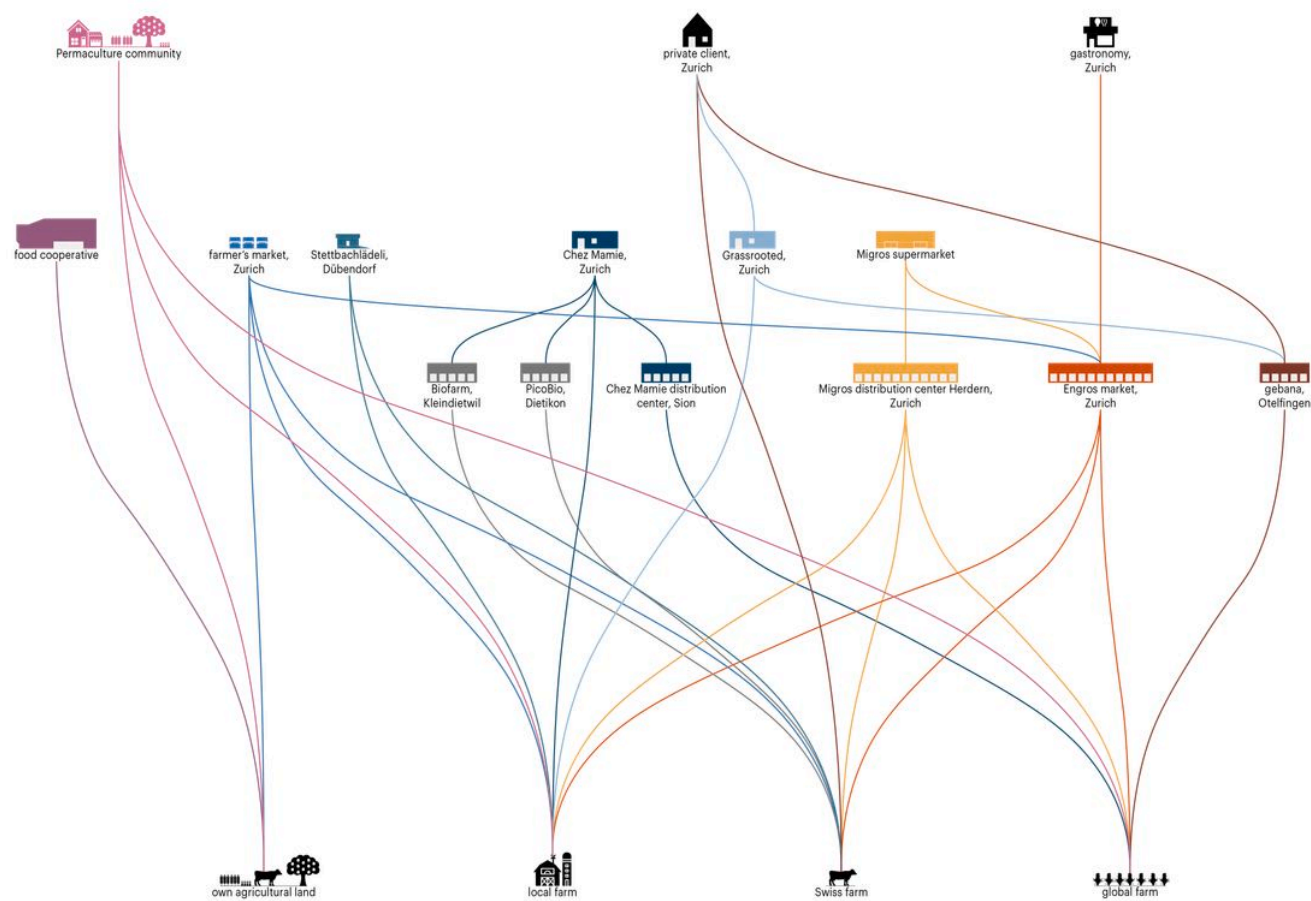 Permaculture community
private client,
Zurich
gastronomy,
Zurich
food cooperative
farmer's market,
Zurich
Stettbachlädeli,
Dübendorf
Chez Mamie,
Zurich
Grassrooted,
Zurich
Migros supermarket
Biofarm,
Kleindietwil
PicoBio,
Dietikon
Chez Mamie distribution
center, Sion
Migros distribution center Herdern,
Zurich
Engros market,
Zurich
gebana,
Otelfingen
own agricultural land
local farm
Swiss farm
global farm